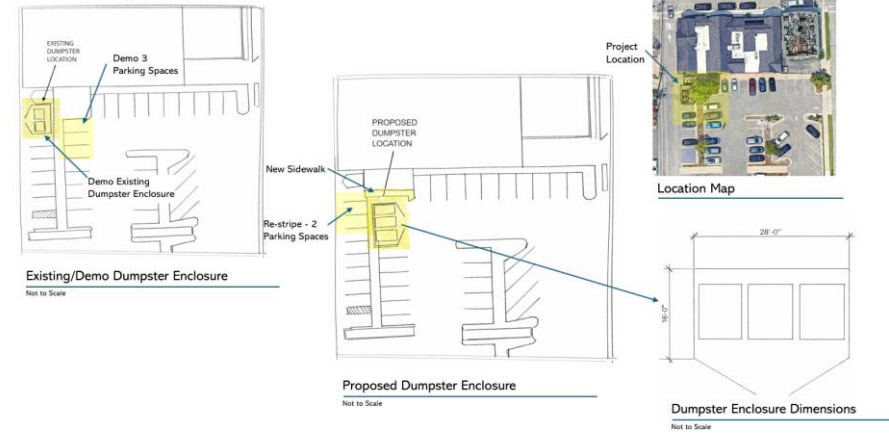 EXISTING
DUMPSTER
LOCATION
Demo 3
Parking Spaces
Demo Existing
Dumpster Enclosure
Existing/Demo Dumpster Enclosure
Not to Scale
PROPOSED
DUMPSTER
LOCATION
New Sidewalk
Re-stripe - 2
Parking Spaces
Proposed Dumpster Enclosure
Not to Scale
Project
Location
Location Map
28'-0"
16'-0"
Dumpster Enclosure Dimensions
Not to Scale